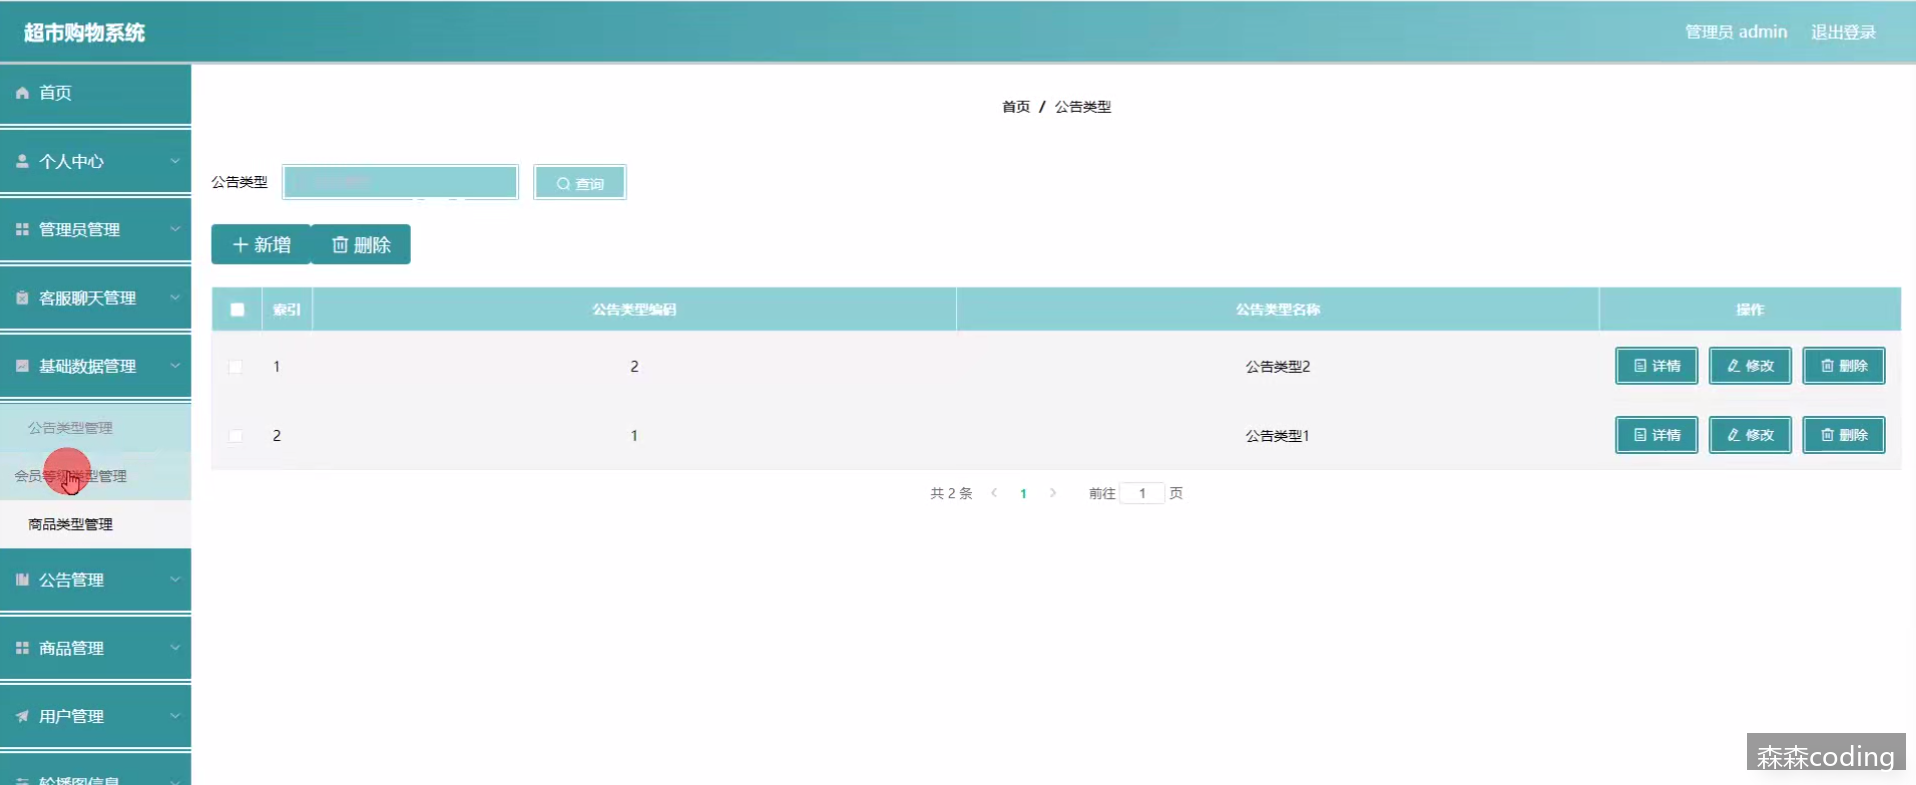 超市购物系统
管理员 admin 退出登录
首页
个人中心
管理员管理
客服聊天管理
基础数据管理
公告类型管理
会员等级类型管理
商品类型管理
公告管理
商品管理
用户管理
轮播图信息
首页 / 公告类型
公告类型 查询
新增 删除
索引 公告类型编码 公告类型名称 操作
1 2 公告类型2 详情 修改 删除
2 1 公告类型1 详情 修改 删除
共 2 条 1 前往 1 页
森森coding